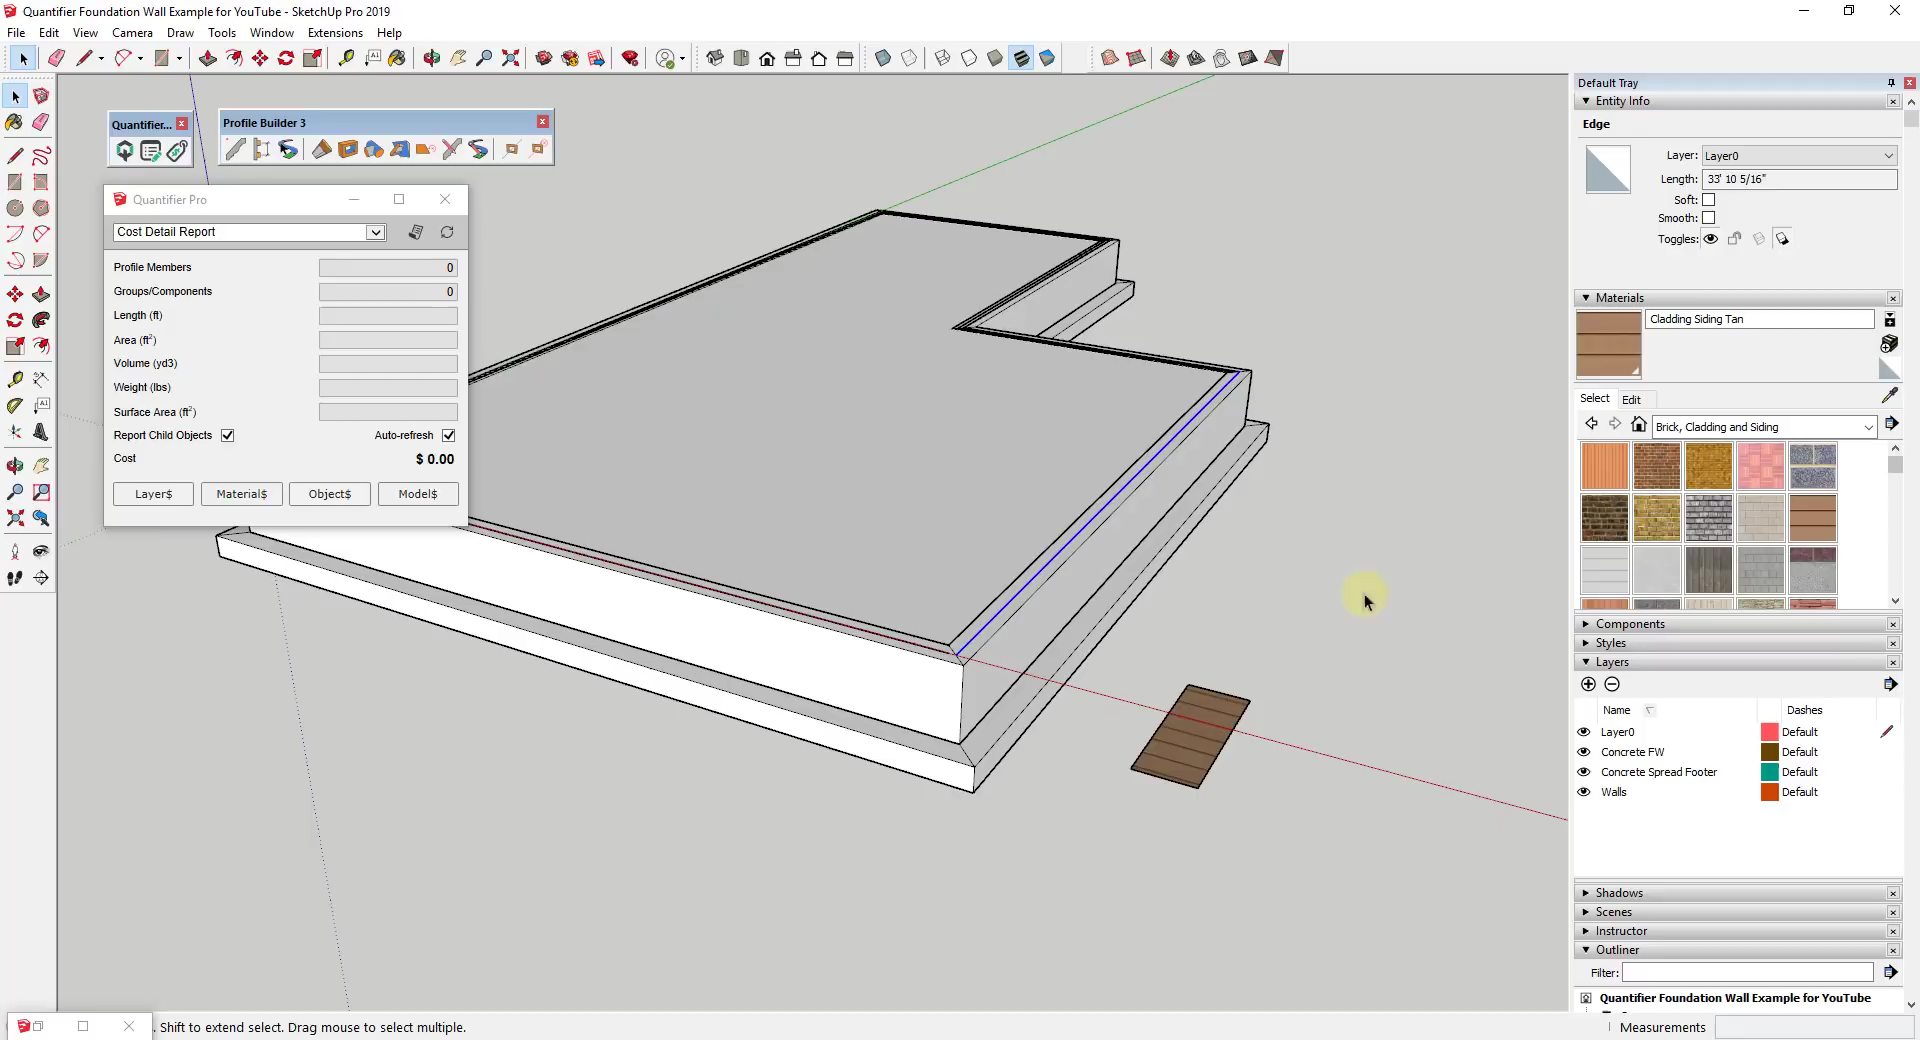 Quantifier Foundation Wall Example for YouTube - SketchUp Pro 2019
File Edit View Camera Draw Tools Window Extensions Help
Quantifier...
Profile Builder 3
Quantifier Pro
Cost Detail Report
Profile Members 0
Groups/Components 0
Length (ft)
Area (ft²)
Volume (yd3)
Weight (lbs)
Surface Area (ft²)
Report Child Objects Auto-refresh
Cost $ 0.00
Layer$ Material$ Object$ Model$
Default Tray
Entity Info
Edge
Layer: Layer0
Length: 33' 10 5/16"
Soft:
Smooth:
Toggles:
Materials
Cladding Siding Tan
Select Edit
Brick, Cladding and Siding
Components
Styles
Layers
Name Dashes
Layer0 Default
Concrete FW Default
Concrete Spread Footer Default
Walls Default
Shadows
Scenes
Instructor
Outliner
Filter:
Quantifier Foundation Wall Example for YouTube
. Shift to extend select. Drag mouse to select multiple.
Measurements